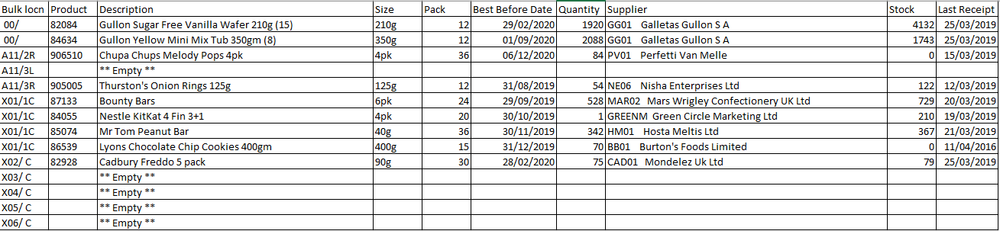 Bulk locn Product Description Size Pack Best Before Date Quantity Supplier Stock Last Receipt
00/ 82084 Gullon Sugar Free Vanilla Wafer 210g (15) 210g 12 29/02/2020 1920 GG01 Galletas Gullon S A 4132 25/03/2019
00/ 84634 Gullon Yellow Mini Mix Tub 350gm (8) 350g 12 01/09/2020 2088 GG01 Galletas Gullon S A 1743 25/03/2019
A11/2R 906510 Chupa Chups Melody Pops 4pk 4pk 36 06/12/2020 84 PV01 Perfetti Van Melle 0 15/03/2019
A11/3L ** Empty **
A11/3R 905005 Thurston's Onion Rings 125g 125g 12 31/08/2019 54 NE06 Nisha Enterprises Ltd 122 12/03/2019
X01/1C 87133 Bounty Bars 6pk 24 29/09/2019 528 MAR02 Mars Wrigley Confectionery UK Ltd 729 20/03/2019
X01/1C 84055 Nestle KitKat 4 Fin 3+1 4pk 20 30/10/2019 1 GREENM Green Circle Marketing Ltd 210 19/03/2019
X01/1C 85074 Mr Tom Peanut Bar 40g 36 30/11/2019 342 HM01 Hosta Meltis Ltd 367 21/03/2019
X01/1C 86539 Lyons Chocolate Chip Cookies 400gm 400g 15 31/12/2019 70 BB01 Burton's Foods Limited 0 11/04/2016
X02/ C 82928 Cadbury Freddo 5 pack 90g 30 28/02/2020 75 CAD01 Mondelez Uk Ltd 79 25/03/2019
X03/ C ** Empty **
X04/ C ** Empty **
X05/ C ** Empty **
X06/ C ** Empty **